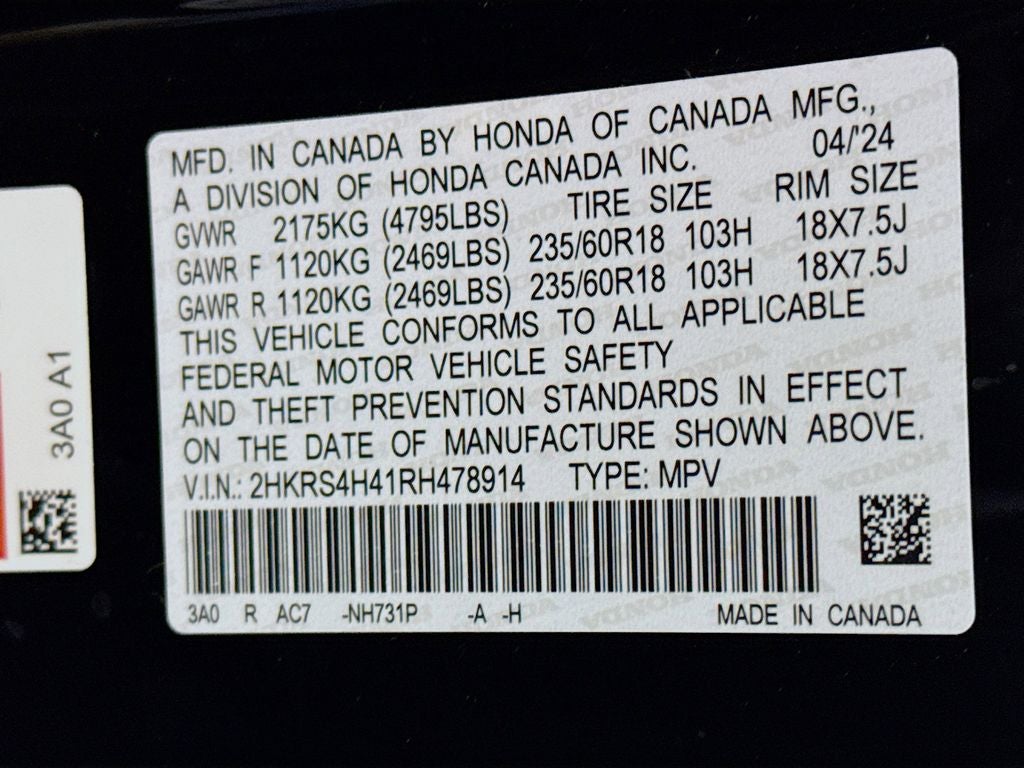 MFD. IN CANADA BY HONDA OF CANADA MFG.,
A DIVISION OF HONDA CANADA INC. 04/'24
GVWR 2175KG (4795LBS) TIRE SIZE RIM SIZE
GAWR F 1120KG (2469LBS) 235/60R18 103H 18X7.5J
GAWR R 1120KG (2469LBS) 235/60R18 103H 18X7.5J
THIS VEHICLE CONFORMS TO ALL APPLICABLE
FEDERAL MOTOR VEHICLE SAFETY
AND THEFT PREVENTION STANDARDS IN EFFECT
ON THE DATE OF MANUFACTURE SHOWN ABOVE.
V.I.N.: 2HKRS4H41RH478914 TYPE: MPV
3A0 R AC7 -NH731P -A -H MADE IN CANADA
3A0 A1